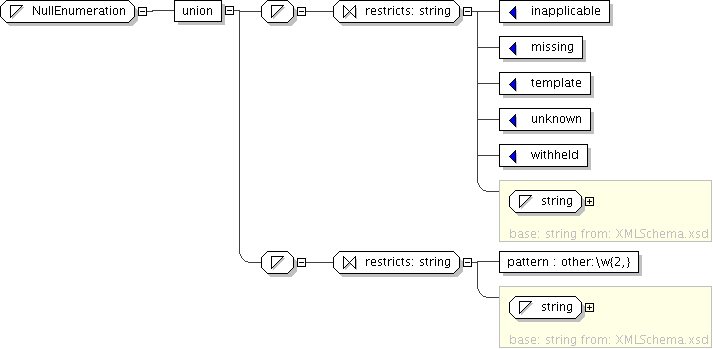 NullEnumeration
union
restricts: string
inapplicable
missing
template
unknown
withheld
string
base: string from: XMLSchema.xsd
restricts: string
pattern : other:\w{2,}
string
base: string from: XMLSchema.xsd